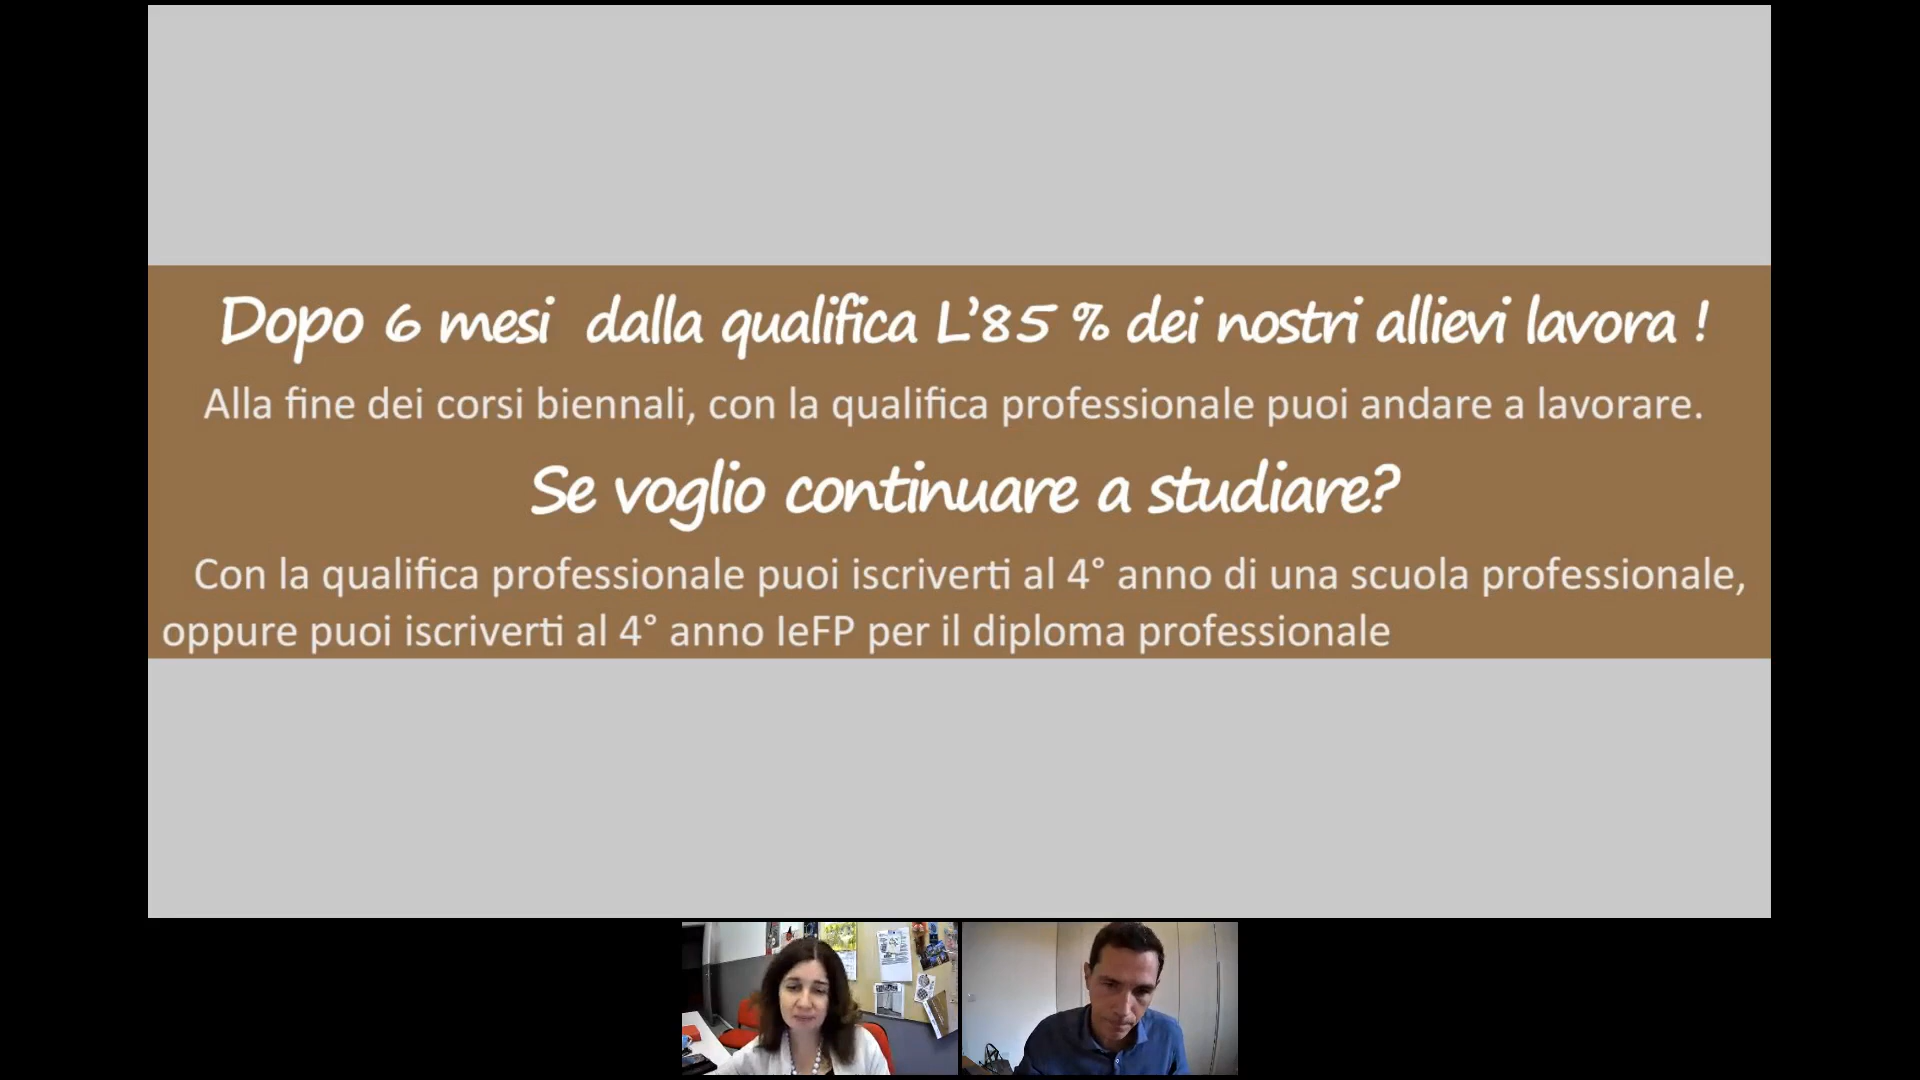 Dopo 6 mesi dalla qualifica L'85 % dei nostri allievi lavora !
Alla fine dei corsi biennali, con la qualifica professionale puoi andare a lavorare.
Se voglio continuare a studiare?
Con la qualifica professionale puoi iscriverti al 4° anno di una scuola professionale,
oppure puoi iscriverti al 4° anno IeFP per il diploma professionale